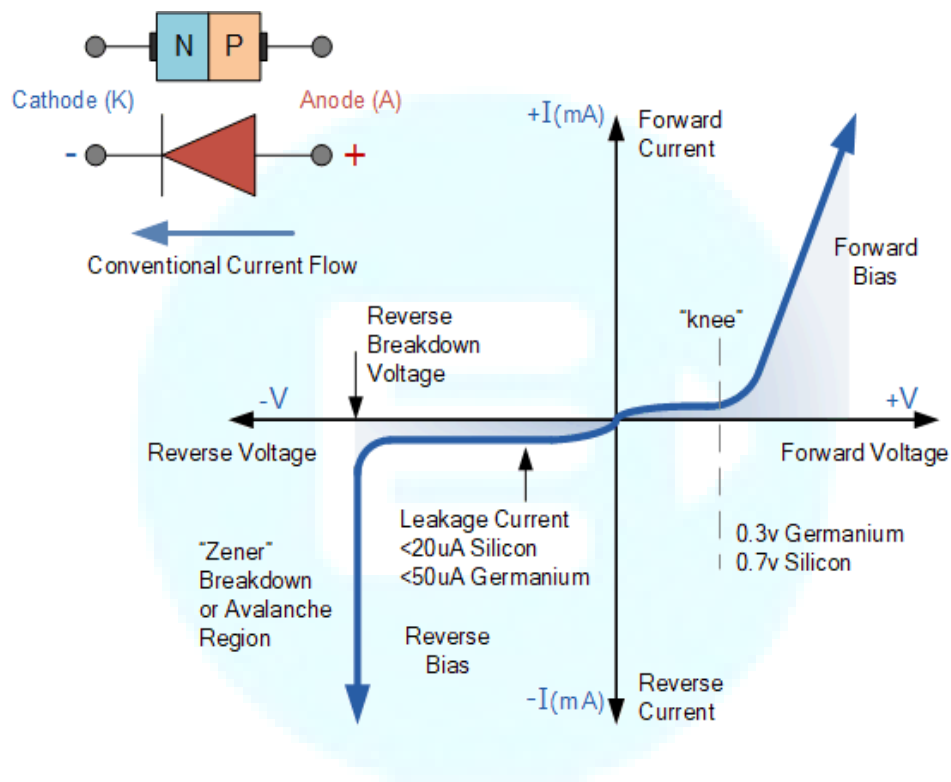 N P
Cathode (K)
Anode (A)
- +
Conventional Current Flow
+I(mA)
Forward
Current
Forward
Bias
"knee"
Reverse
Breakdown
Voltage
-V
+V
Reverse Voltage
Forward Voltage
Leakage Current
<20uA Silicon
<50uA Germanium
0.3v Germanium
0.7v Silicon
"Zener"
Breakdown
or Avalanche
Region
Reverse
Bias
-I(mA)
Reverse
Current